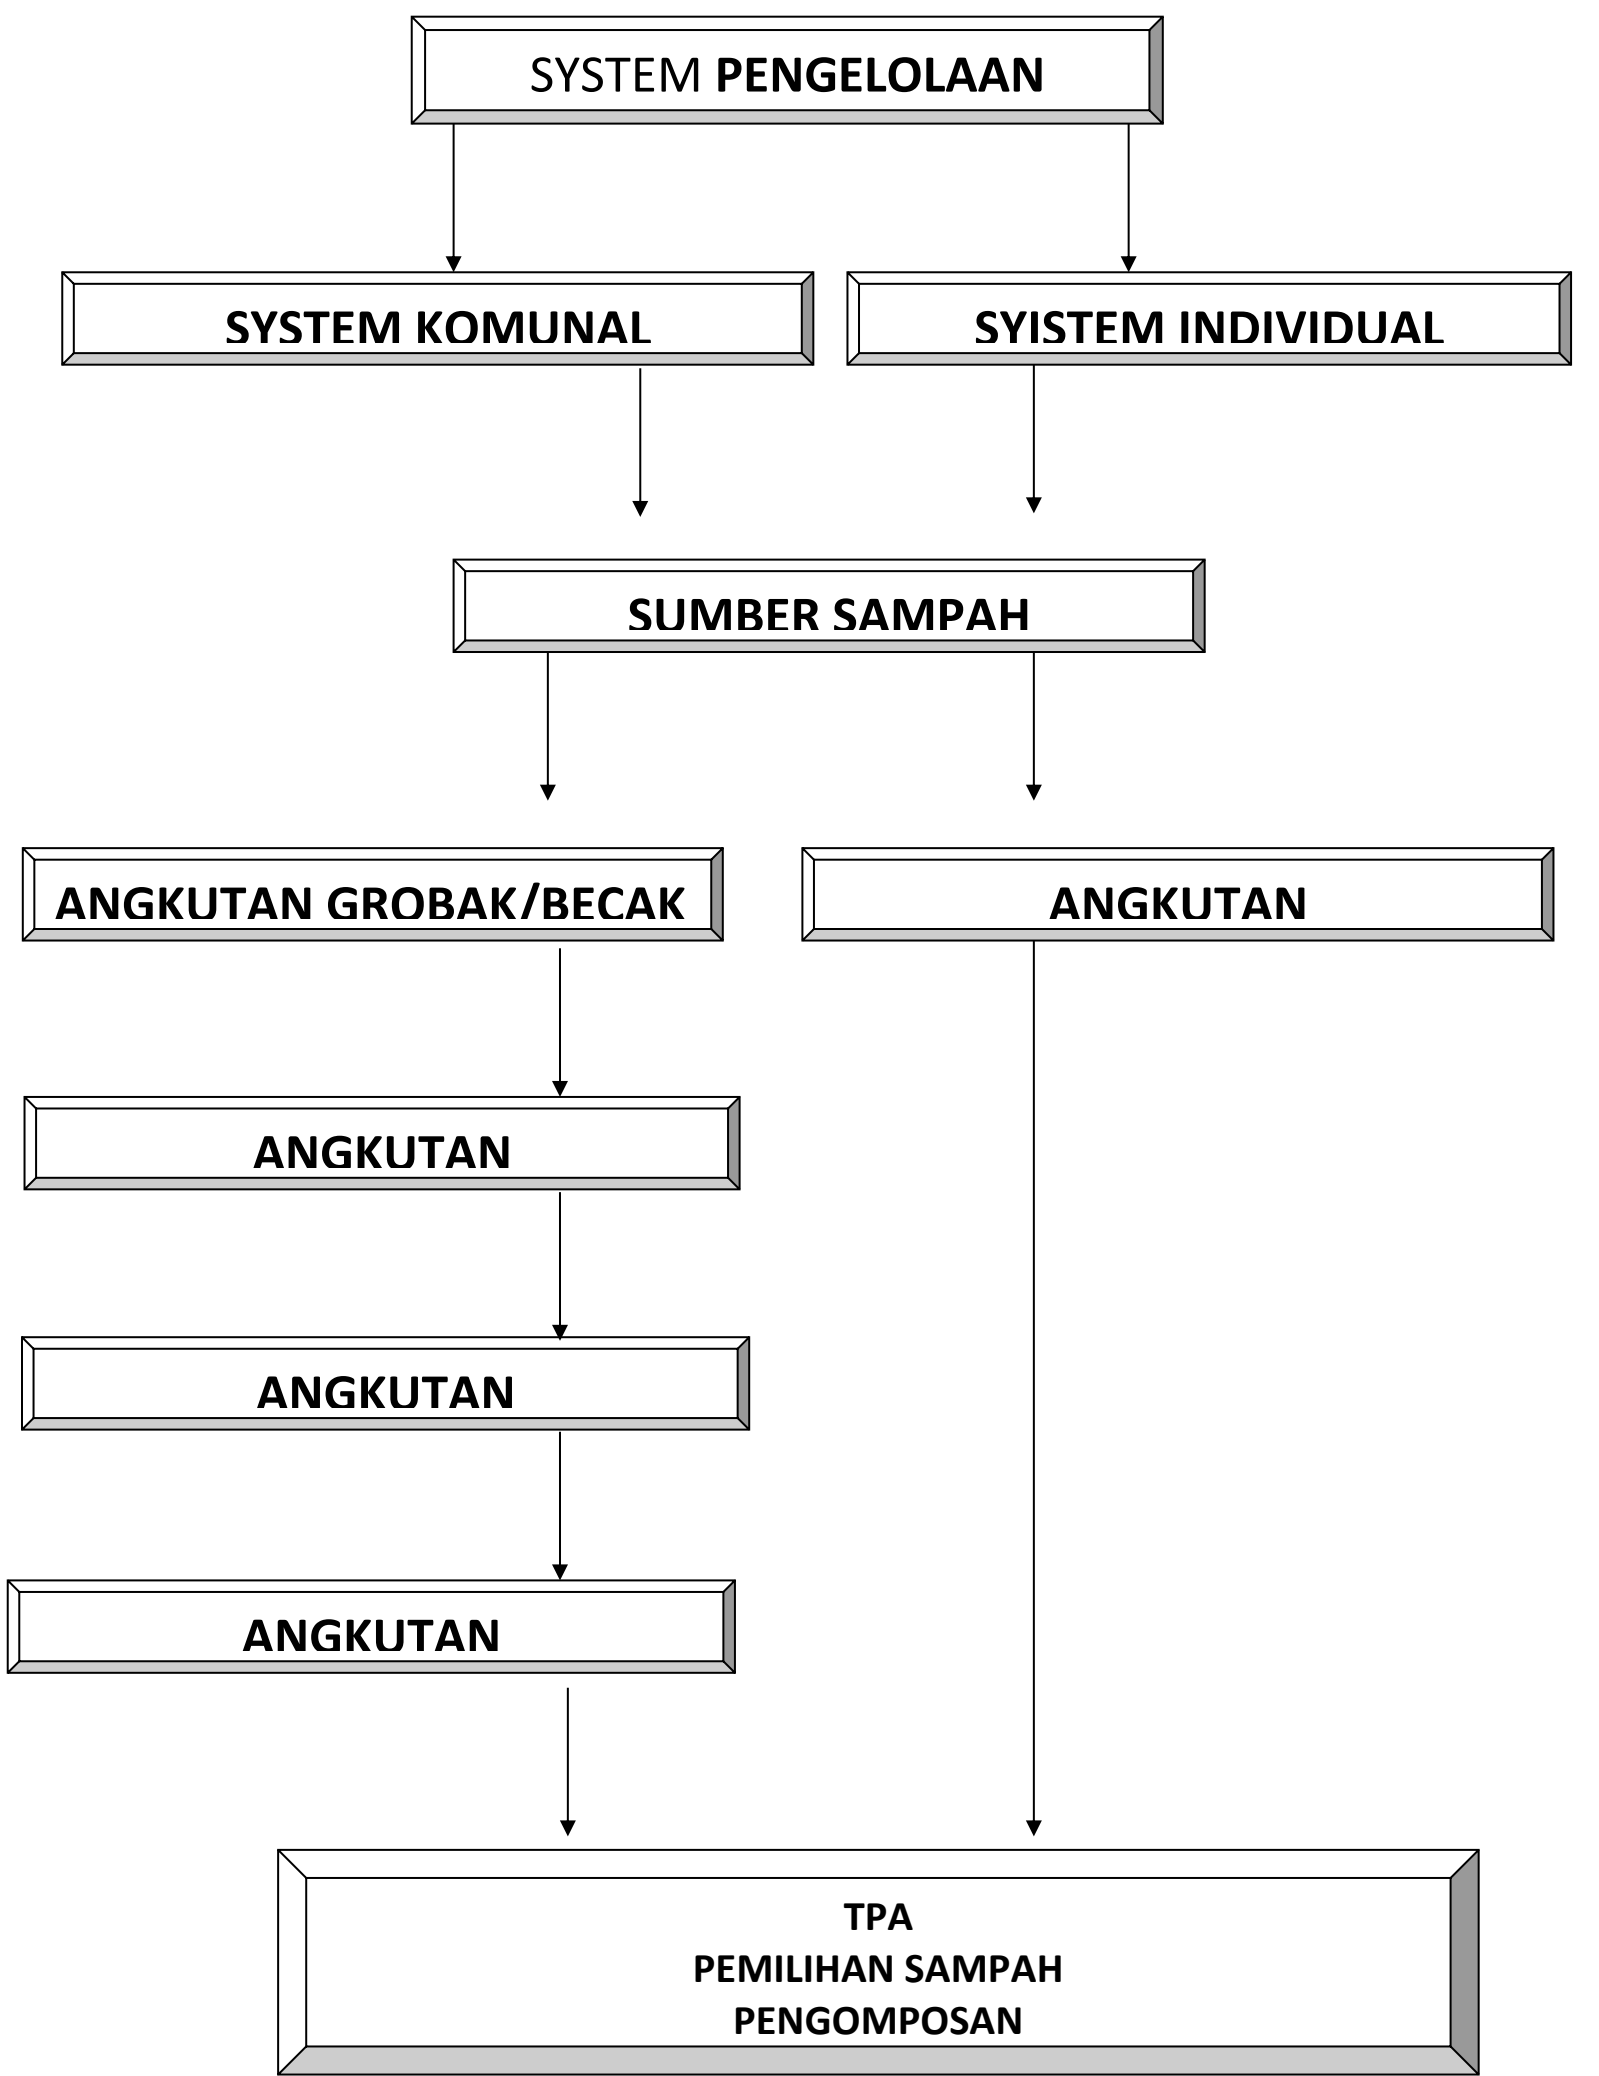 SYSTEM PENGELOLAAN
SYSTEM KOMUNAL
SYISTEM INDIVIDUAL
SUMBER SAMPAH
ANGKUTAN GROBAK/BECAK
ANGKUTAN
ANGKUTAN
ANGKUTAN
ANGKUTAN
TPA
PEMILIHAN SAMPAH
PENGOMPOSAN